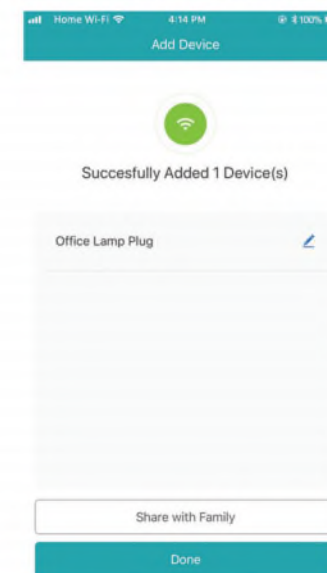 Home Wi-Fi 4:14 PM 100%
Add Device
Succesfully Added 1 Device(s)
Office Lamp Plug
Share with Family
Done